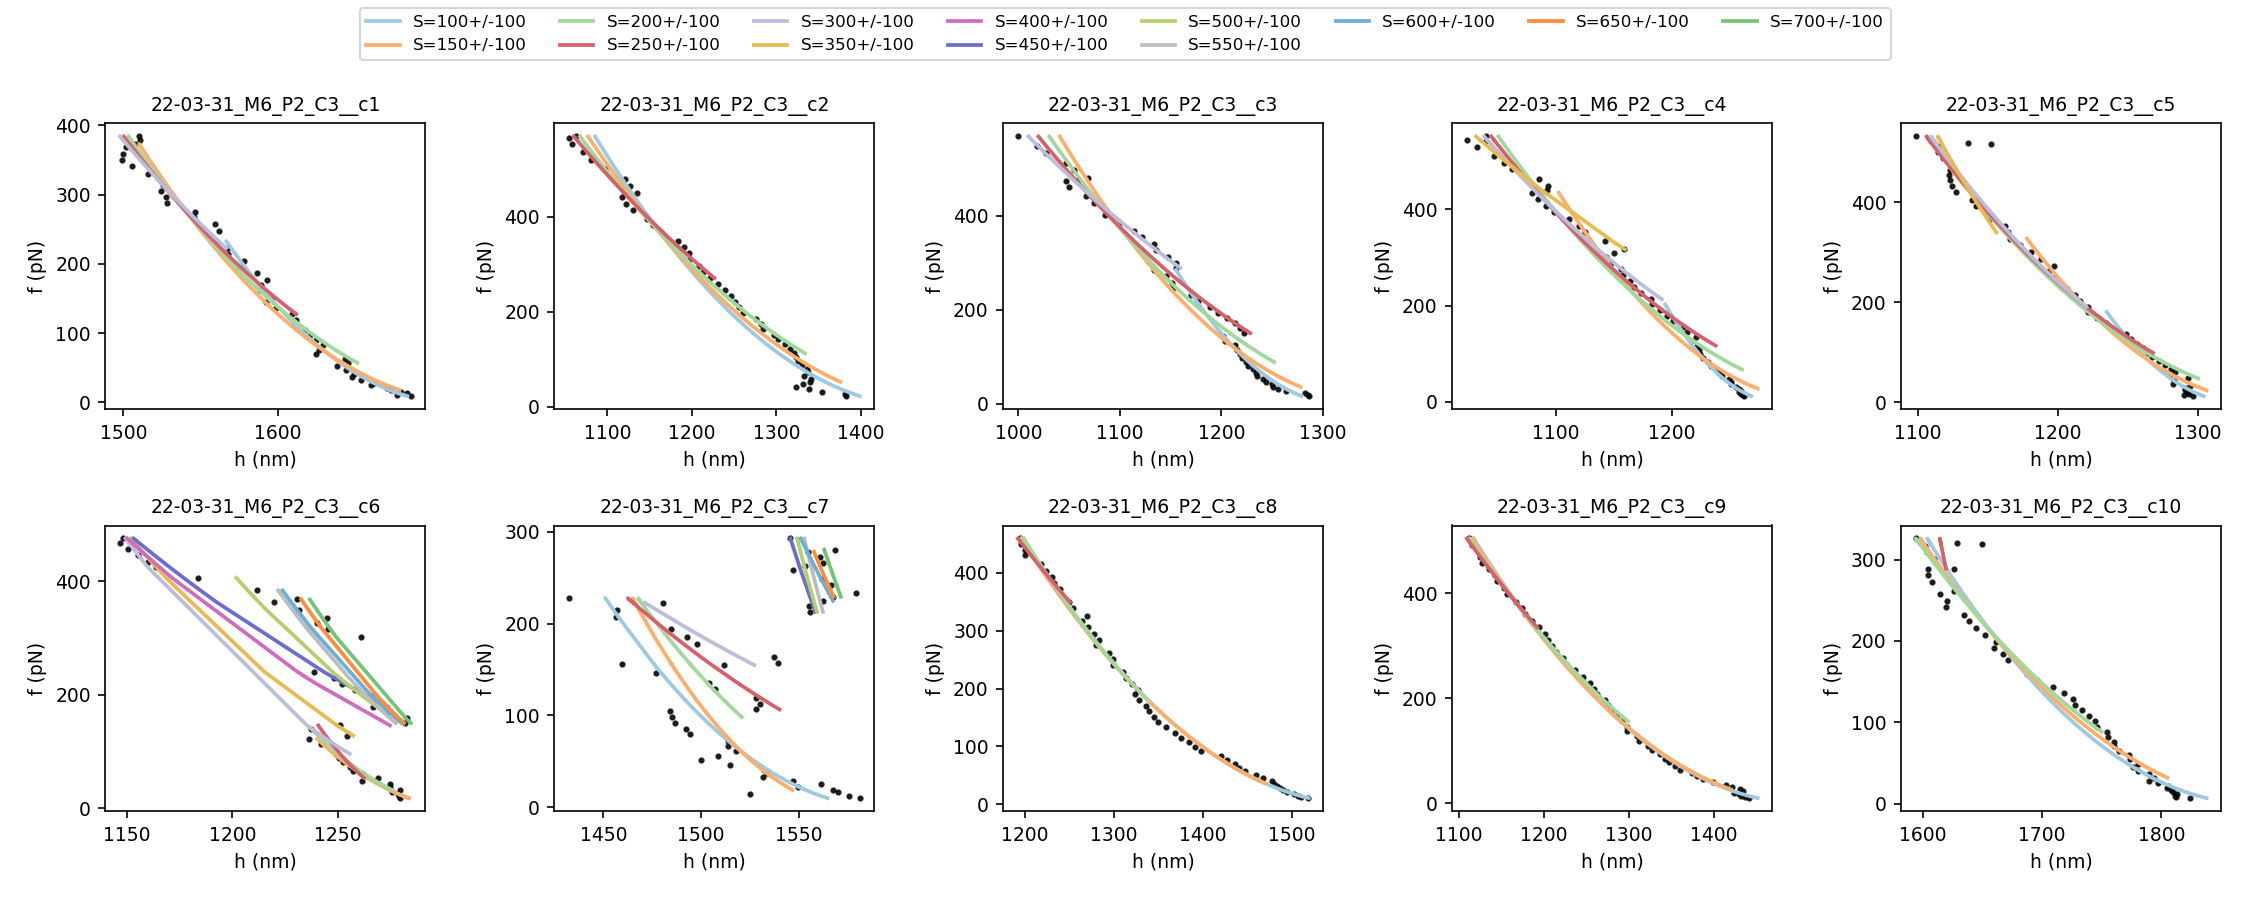 S=100+/-100 S=200+/-100 S=300+/-100 S=400+/-100 S=500+/-100 S=600+/-100 S=650+/-100 S=700+/-100
S=150+/-100 S=250+/-100 S=350+/-100 S=450+/-100 S=550+/-100
22-03-31_M6_P2_C3__c1
400
300
200
100
0
f (pN)
1500 1600
h (nm)
22-03-31_M6_P2_C3__c2
400
200
0
f (pN)
1100 1200 1300 1400
h (nm)
22-03-31_M6_P2_C3__c3
400
200
0
f (pN)
1000 1100 1200 1300
h (nm)
22-03-31_M6_P2_C3__c4
400
200
0
f (pN)
1100 1200
h (nm)
22-03-31_M6_P2_C3__c5
400
200
0
f (pN)
1100 1200 1300
h (nm)
22-03-31_M6_P2_C3__c6
400
200
0
f (pN)
1150 1200 1250
h (nm)
22-03-31_M6_P2_C3__c7
300
200
100
0
f (pN)
1450 1500 1550
h (nm)
22-03-31_M6_P2_C3__c8
400
300
200
100
0
f (pN)
1200 1300 1400 1500
h (nm)
22-03-31_M6_P2_C3__c9
400
200
0
f (pN)
1100 1200 1300 1400
h (nm)
22-03-31_M6_P2_C3__c10
300
200
100
0
f (pN)
1600 1700 1800
h (nm)